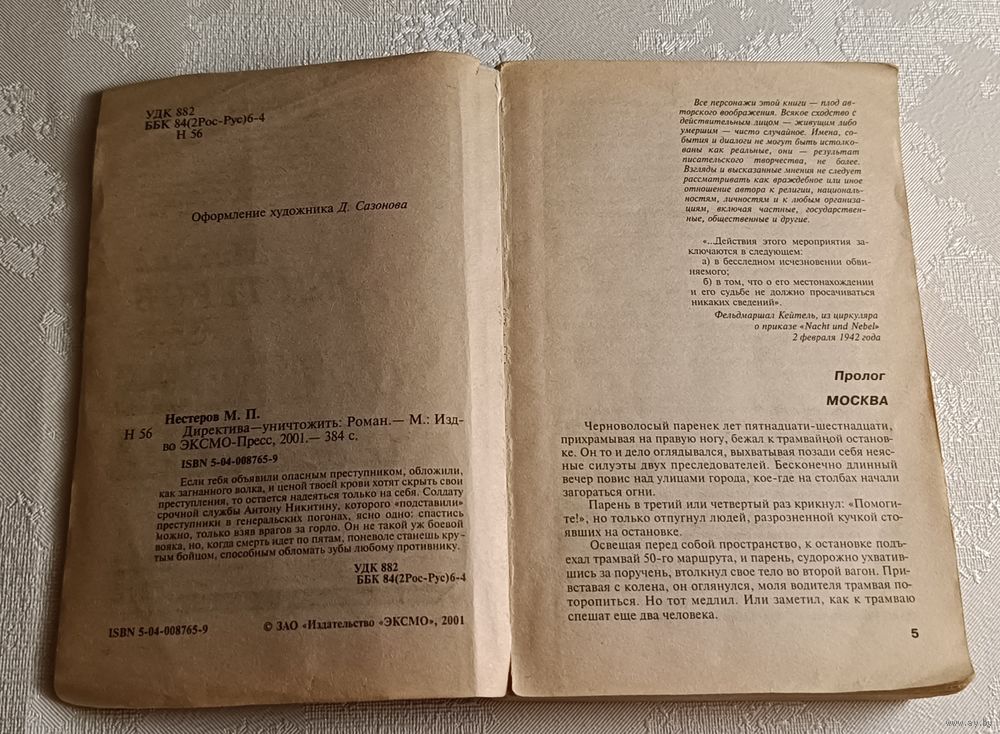 УДК 882
ББК 84(2Рос-Рус)6-4
Н 56
Оформление художника Д. Сазонова
Нестеров М. П.
Н 56 Директива—уничтожить: Роман.— М.: Изд-
во ЭКСМО-Пресс, 2001.— 384 с.
ISBN 5-04-008765-9
Если тебя объявили опасным преступником, обложили,
как загнанного волка, и ценой твоей крови хотят скрыть свои
преступления, то остается надеяться только на себя. Солдату
срочной службы Антону Никитину, которого «подставили»
преступники в генеральских погонах, ясно одно: спастись
можно, только взяв врагов за горло. Он не такой уж боевой
вояка, но, когда смерть идет по пятам, поневоле станешь кру-
тым бойцом, способным обломать зубы любому противнику.
УДК 882
ББК 84(2Рос-Рус)6-4
ISBN 5-04-008765-9
© ЗАО «Издательство «ЭКСМО», 2001
Все персонажи этой книги — плод ав-
торского воображения. Всякое сходство с
действительным лицом — живущим либо
умершим — чисто случайное. Имена, со-
бытия и диалоги не могут быть истолко-
ваны как реальные, они — результат
писательского творчества, не более.
Взгляды и высказанные мнения не следует
рассматривать как враждебное или иное
отношение автора к религии, националь-
ностям, личностям и к любым организа-
циям, включая частные, государствен-
ные, общественные и другие.
«...Действия этого мероприятия за-
ключаются в следующем:
а) в бесследном исчезновении обви-
няемого;
б) в том, что о его местонахождении
и его судьбе не должно просачиваться
никаких сведений».
Фельдмаршал Кейтель, из циркуляра
о приказе «Nacht und Nebel»
2 февраля 1942 года
Пролог
МОСКВА
Черноволосый паренек лет пятнадцати-шестнадцати,
прихрамывая на правую ногу, бежал к трамвайной останов-
ке. Он то и дело оглядывался, выхватывая позади себя неяс-
ные силуэты двух преследователей. Бесконечно длинный
вечер повис над улицами города, кое-где на столбах начали
загораться огни.
Парень в третий или четвертый раз крикнул: «Помоги-
те!», но только отпугнул людей, разрозненной кучкой сто-
явших на остановке.
Освещая перед собой пространство, к остановке подъ-
ехал трамвай 50-го маршрута, и парень, судорожно ухватив-
шись за поручень, втолкнул свое тело во второй вагон. При-
вставая с колена, он оглянулся, моля водителя трамвая по-
торопиться. Но тот медлил. Или заметил, как к трамваю
спешат еще два человека.
5
www.ay.by